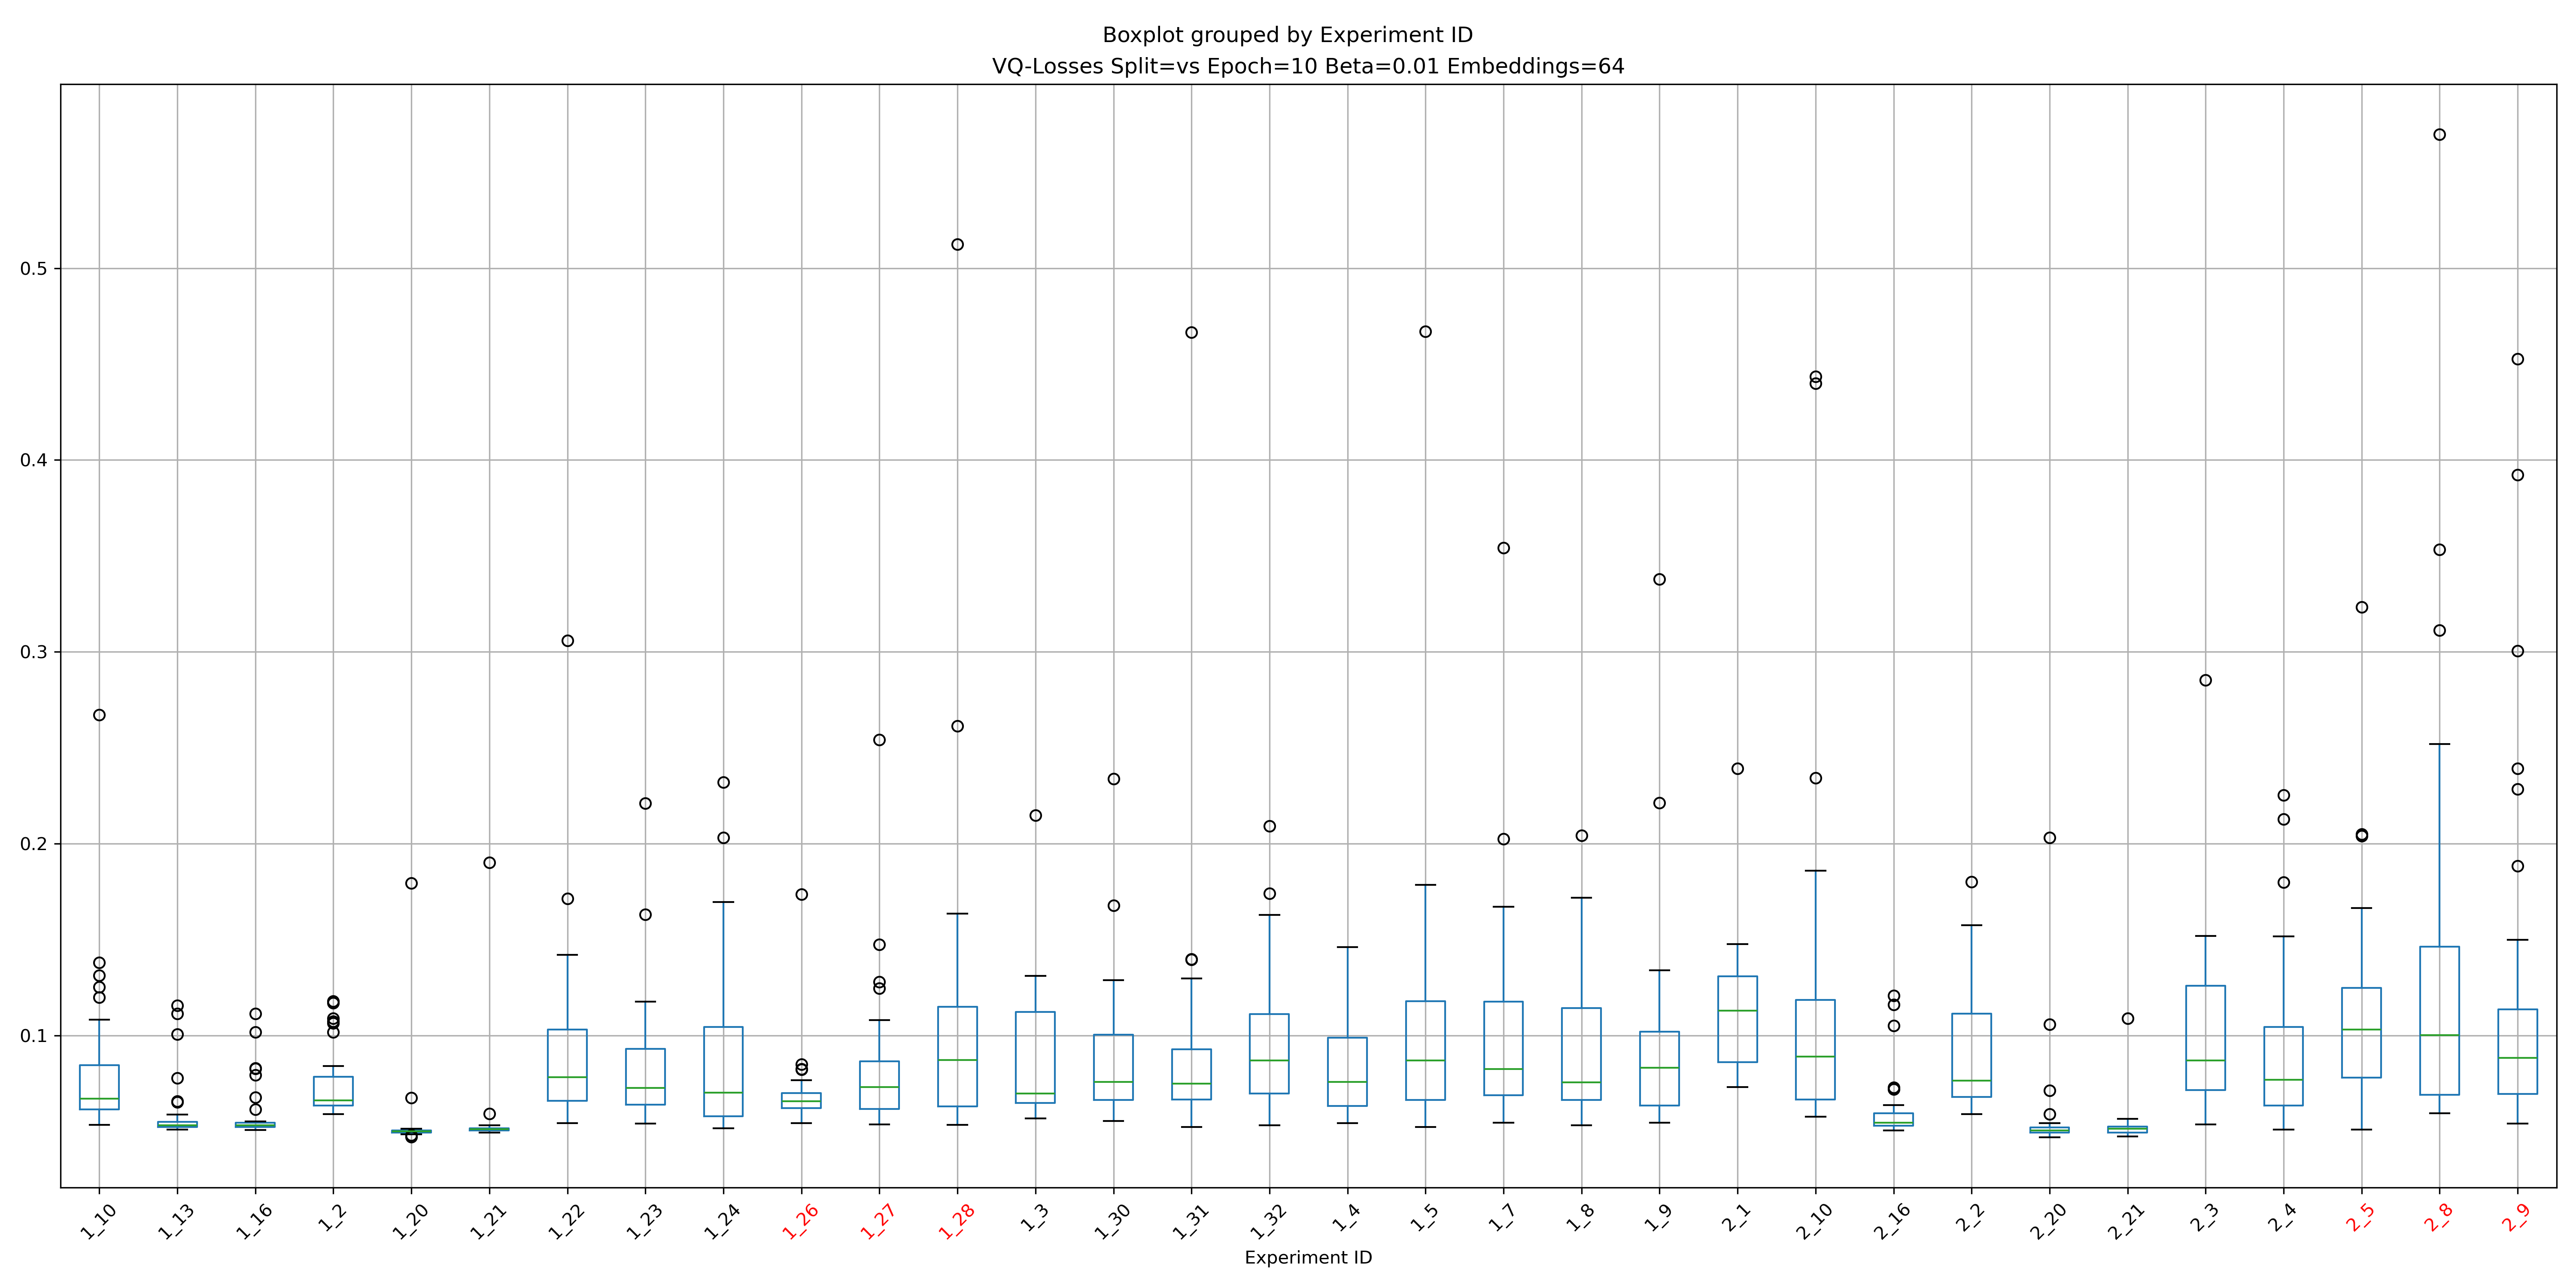 Boxplot grouped by Experiment ID
VQ-Losses Split=vs Epoch=10 Beta=0.01 Embeddings=64
0.5
0.4
0.3
0.2
0.1
1_10 1_13 1_16 1_2 1_20 1_21 1_22 1_23 1_24 1_26 1_27 1_28 1_3 1_30 1_31 1_32 1_4 1_5 1_7 1_8 1_9 2_1 2_10 2_16 2_2 2_20 2_21 2_3 2_4 2_5 2_8 2_9
Experiment ID